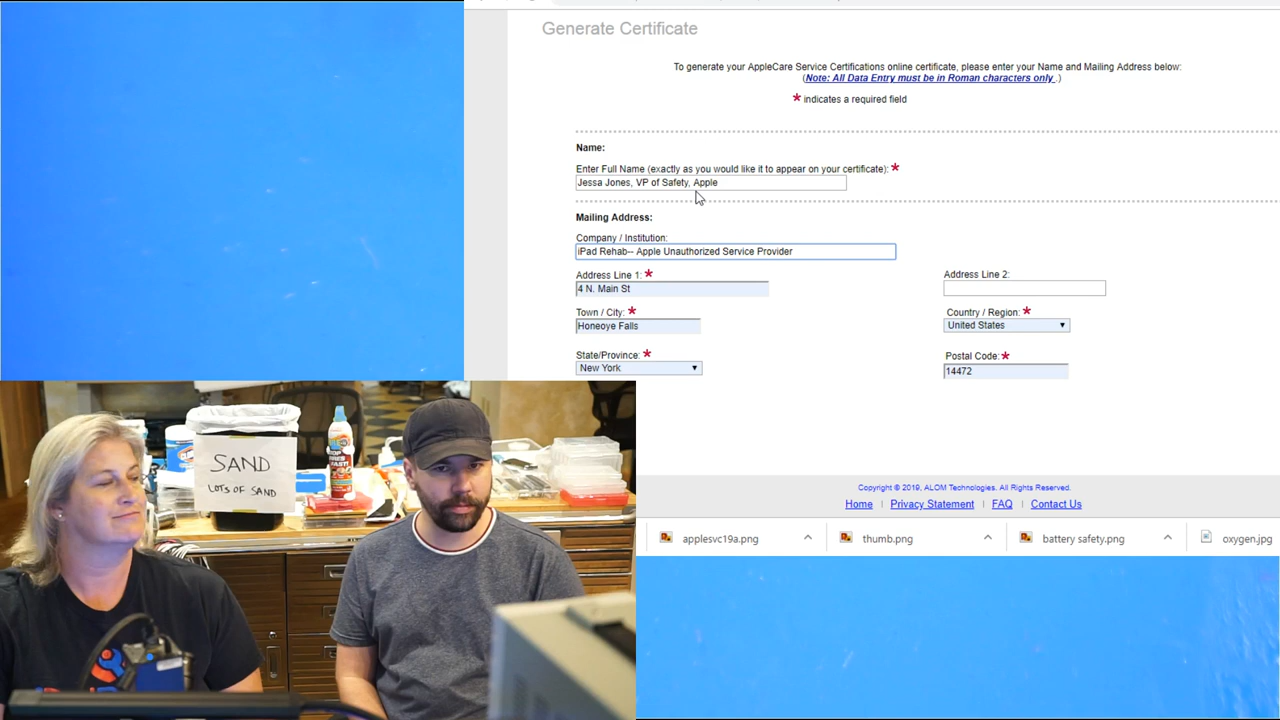 Generate Certificate
To generate your AppleCare Service Certifications online certificate, please enter your Name and Mailing Address below:
(Note: All Data Entry must be in Roman characters only .)
* indicates a required field
Name:
Enter Full Name (exactly as you would like it to appear on your certificate): *
Jessa Jones, VP of Safety, Apple
Mailing Address:
Company / Institution:
iPad Rehab-- Apple Unauthorized Service Provider
Address Line 1: *
4 N. Main St
Address Line 2:
Town / City: *
Honeoye Falls
Country / Region: *
United States
State/Province: *
New York
Postal Code: *
14472
Copyright © 2019, ALOM Technologies. All Rights Reserved.
Home | Privacy Statement | FAQ | Contact Us
applesvc19a.png
thumb.png
battery safety.png
oxygen.jpg
SAND
LOTS OF SAND